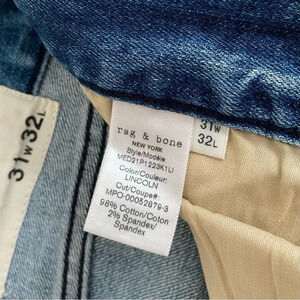 rag & bone
NEW YORK
Style/Modèle
MED21P1223K1LI
Color/Couleur:
LINCOLN
Cut/Coupe#:
MPO-00052879-3
98% Cotton/Coton
2% Spandex/
Spandex
31W
32L
31W 32L